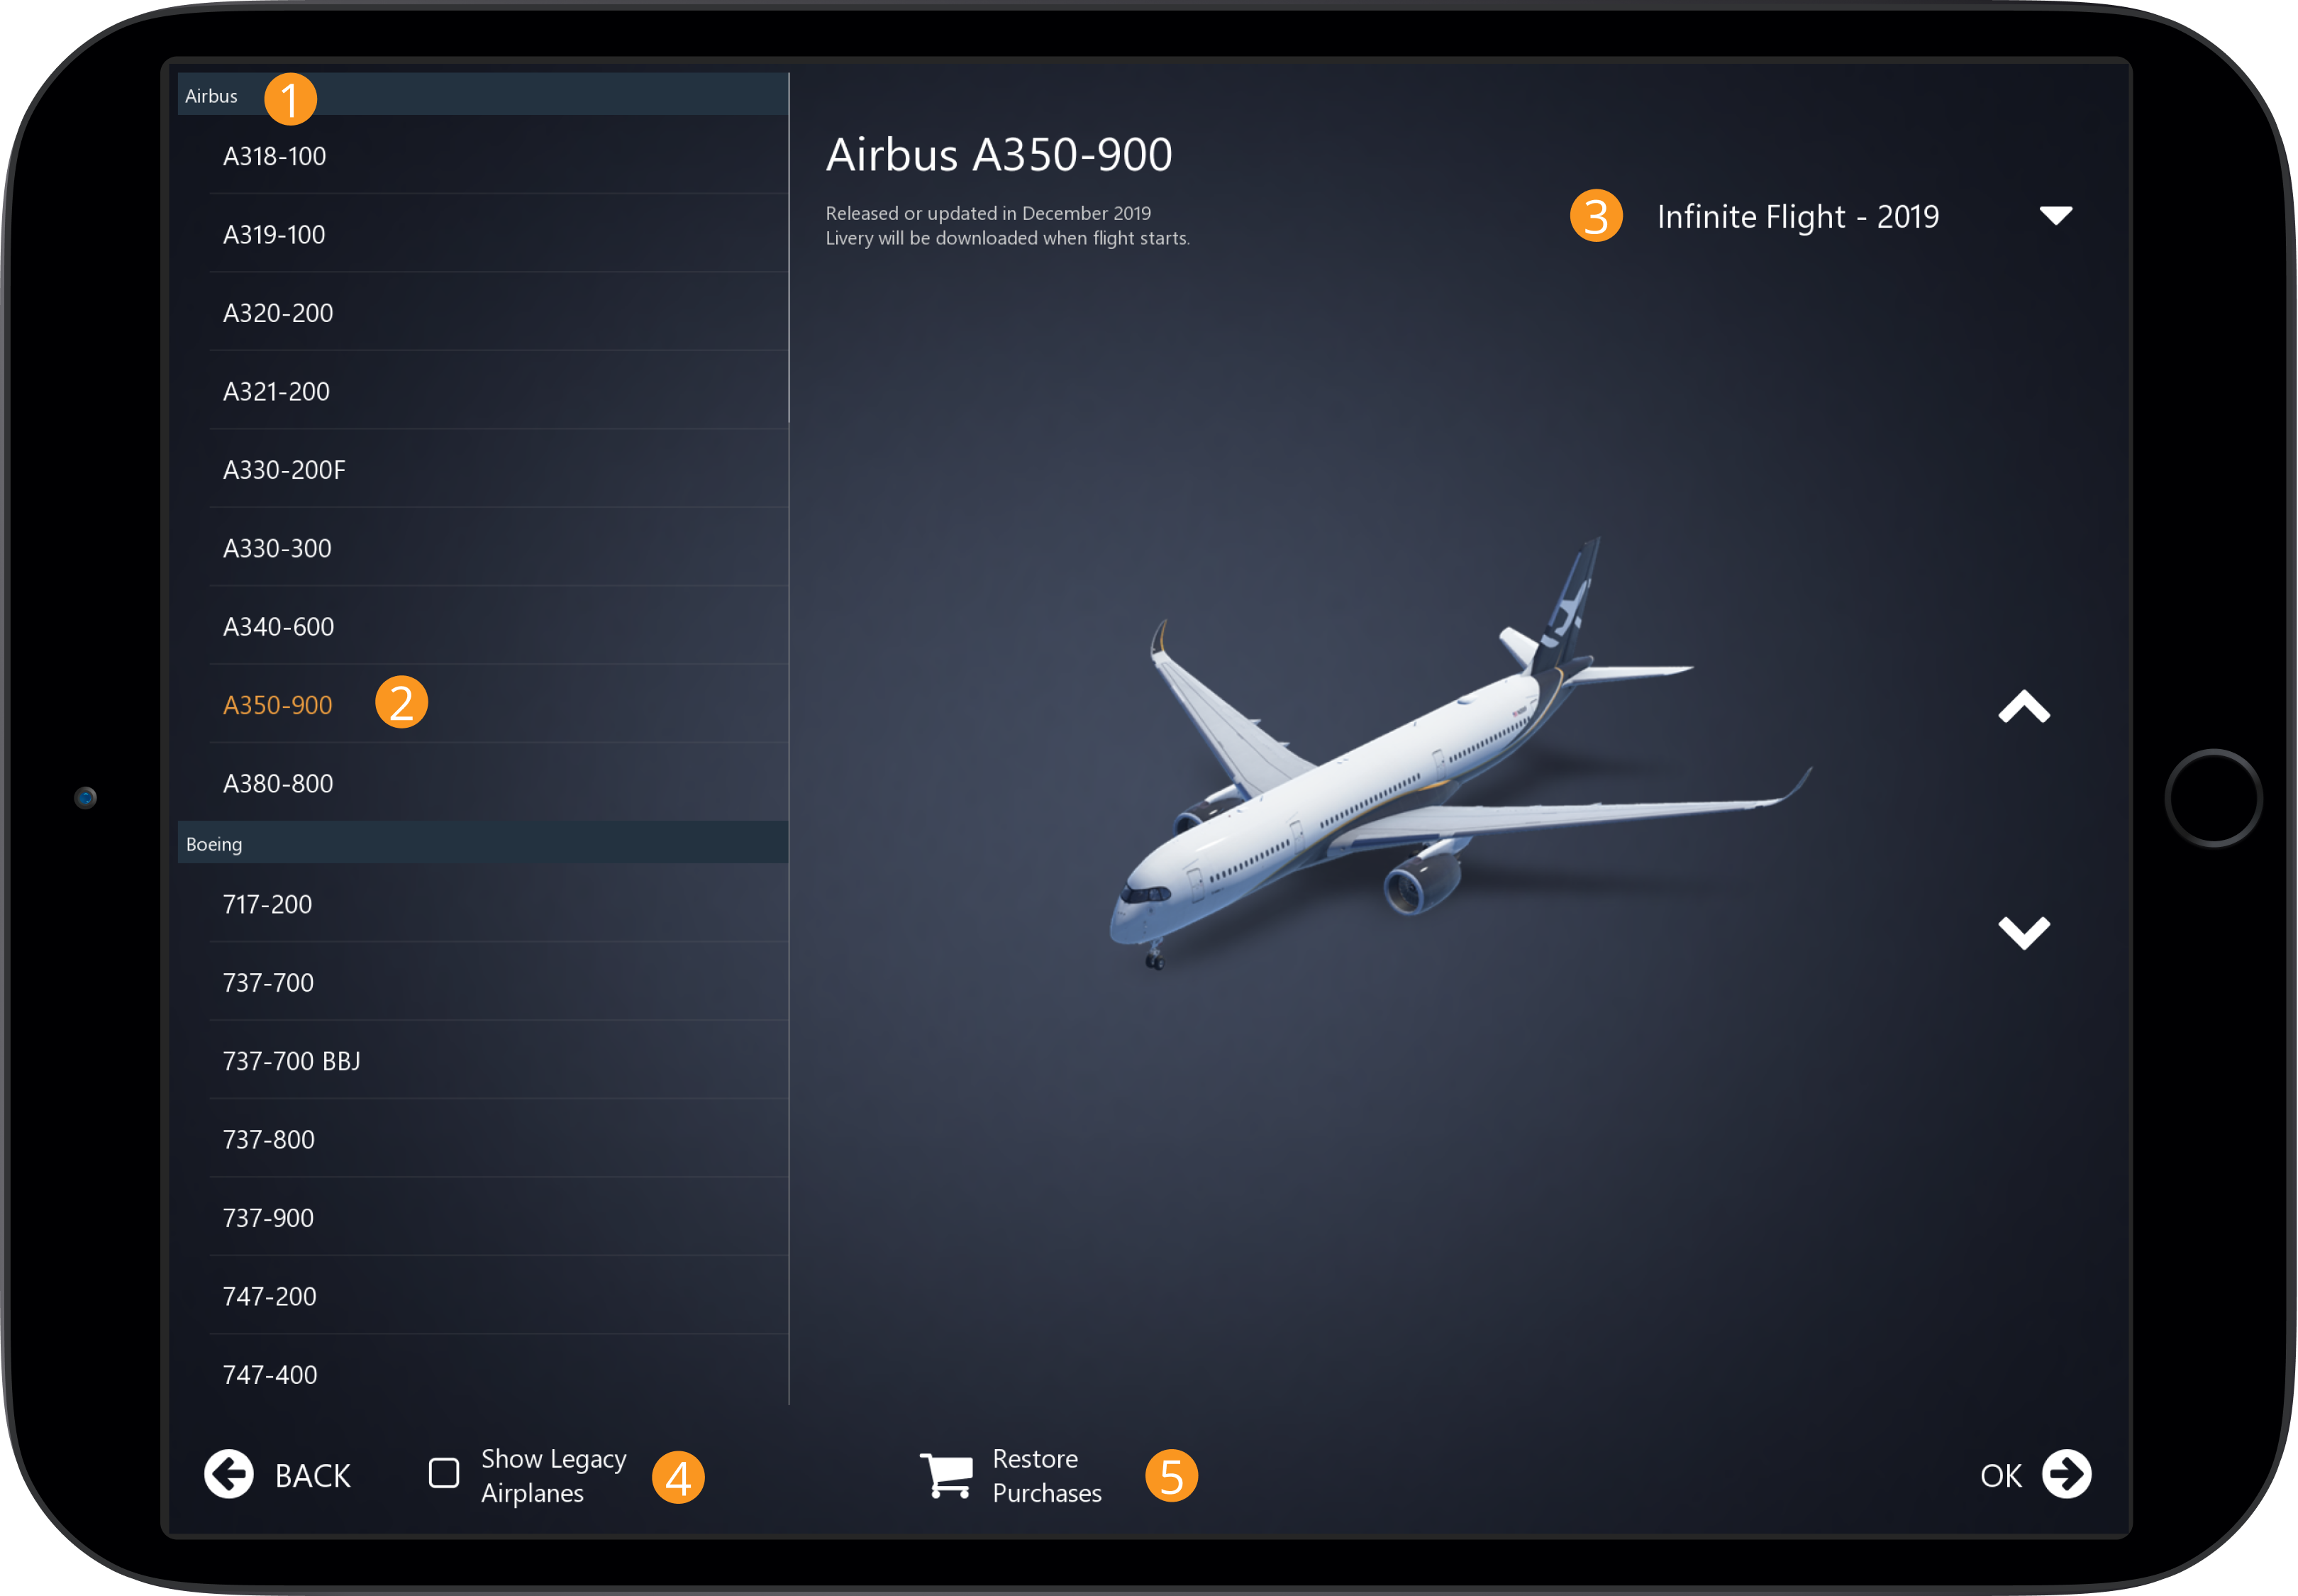 Airbus
1
A318-100
A319-100
A320-200
A321-200
A330-200F
A330-300
A340-600
A350-900
2
A380-800
Boeing
717-200
737-700
737-700 BBJ
737-800
737-900
747-200
747-400
Airbus A350-900
Released or updated in December 2019
Livery will be downloaded when flight starts.
3
Infinite Flight - 2019
BACK
Show Legacy
Airplanes
4
Restore
Purchases
5
OK